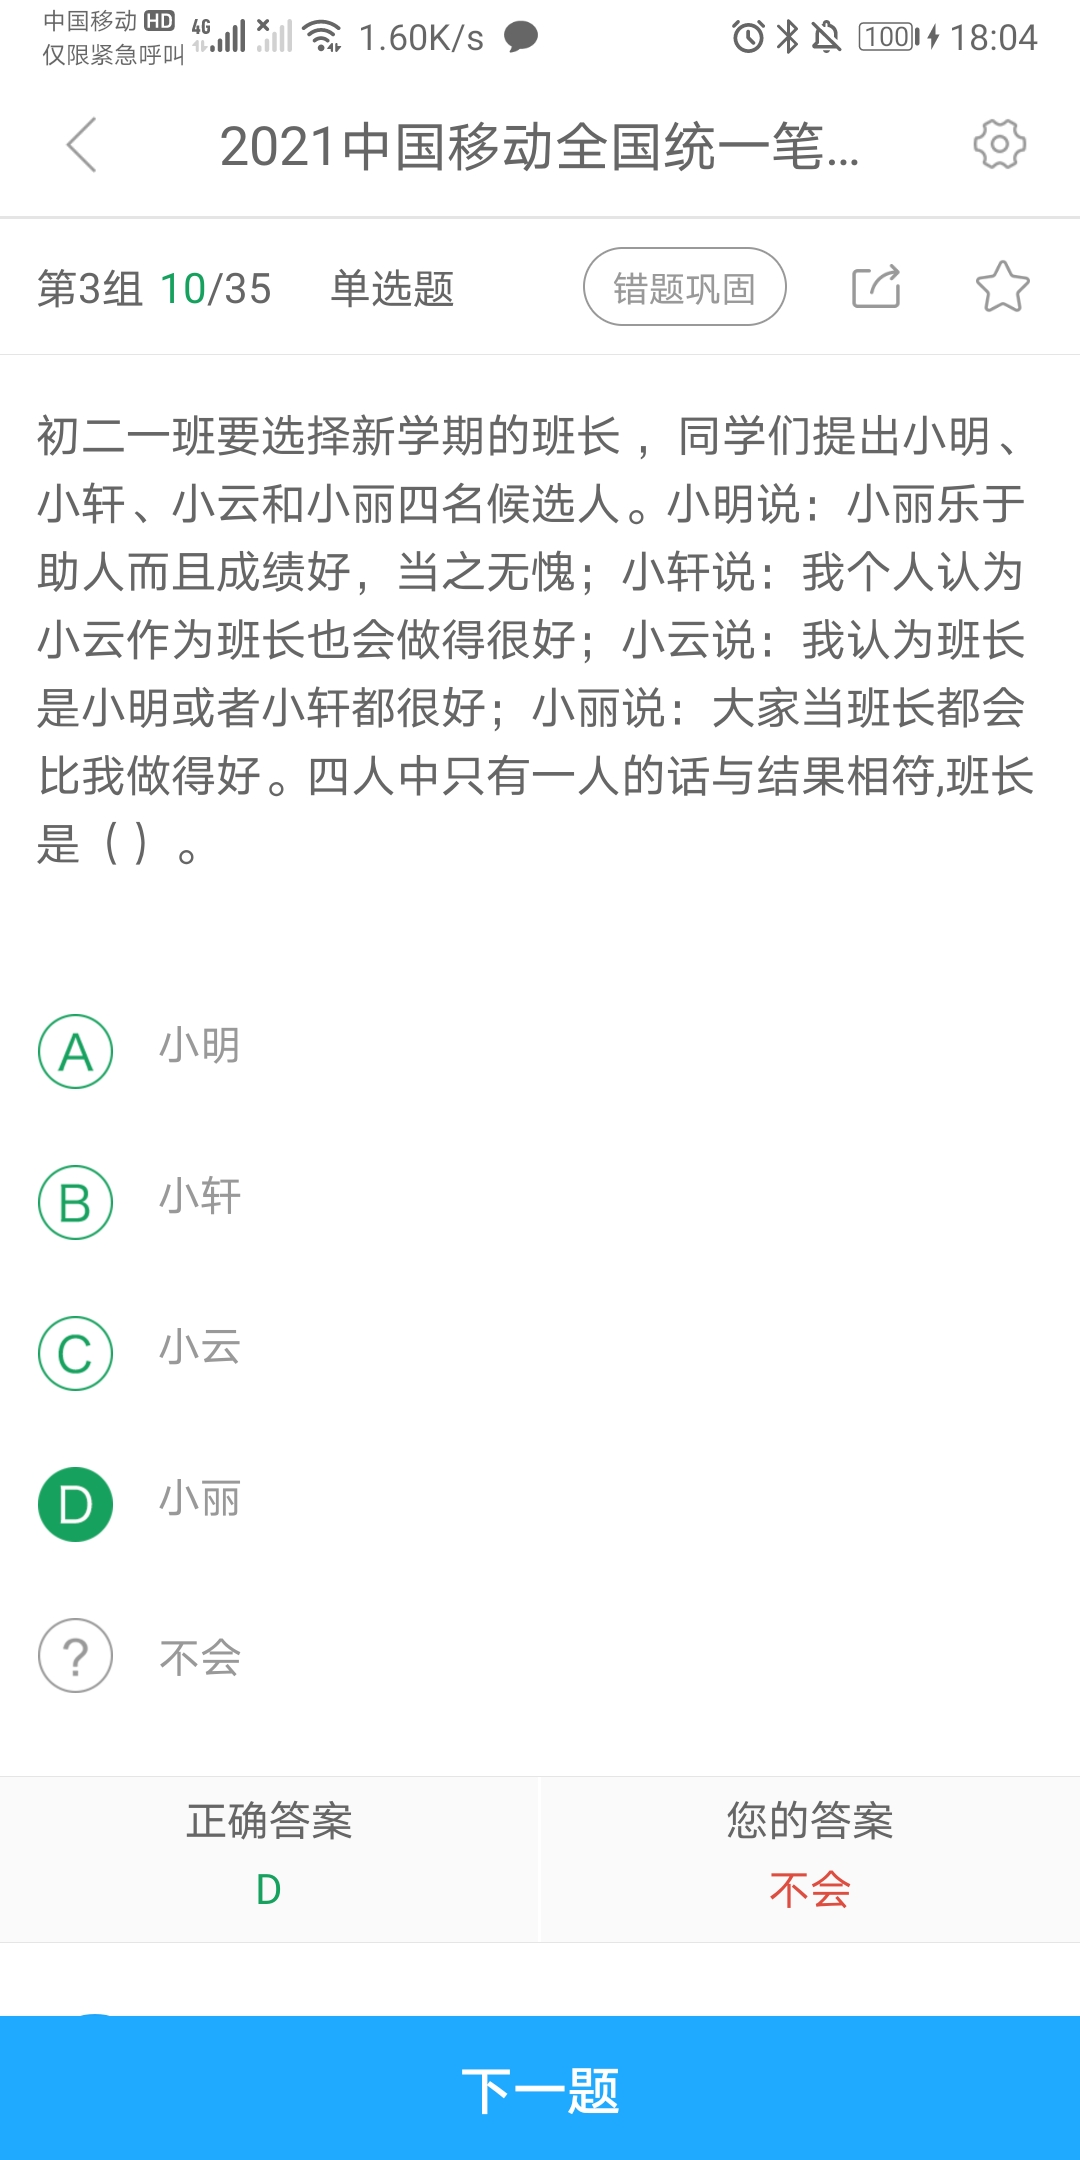 中国移动 HD 4G 1.60K/s 100 18:04
仅限紧急呼叫
2021中国移动全国统一笔...
第3组 10/35 单选题 错题巩固
初二一班要选择新学期的班长，同学们提出小明、
小轩、小云和小丽四名候选人。小明说：小丽乐于
助人而且成绩好，当之无愧；小轩说：我个人认为
小云作为班长也会做得很好；小云说：我认为班长
是小明或者小轩都很好；小丽说：大家当班长都会
比我做得好。四人中只有一人的话与结果相符,班长
是（）。
A 小明
B 小轩
C 小云
D 小丽
? 不会
正确答案 您的答案
D 不会
下一题